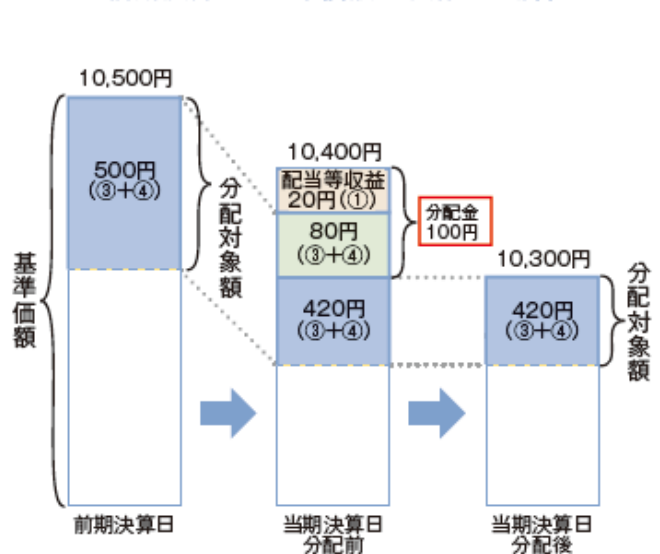 10,500円
500円
(③+④)
分配対象額
基準価額
前期決算日
10,400円
配当等収益
20円(①)
80円
(③+④)
420円
(③+④)
分配金
100円
当期決算日
分配前
10,300円
420円
(③+④)
分配対象額
当期決算日
分配後